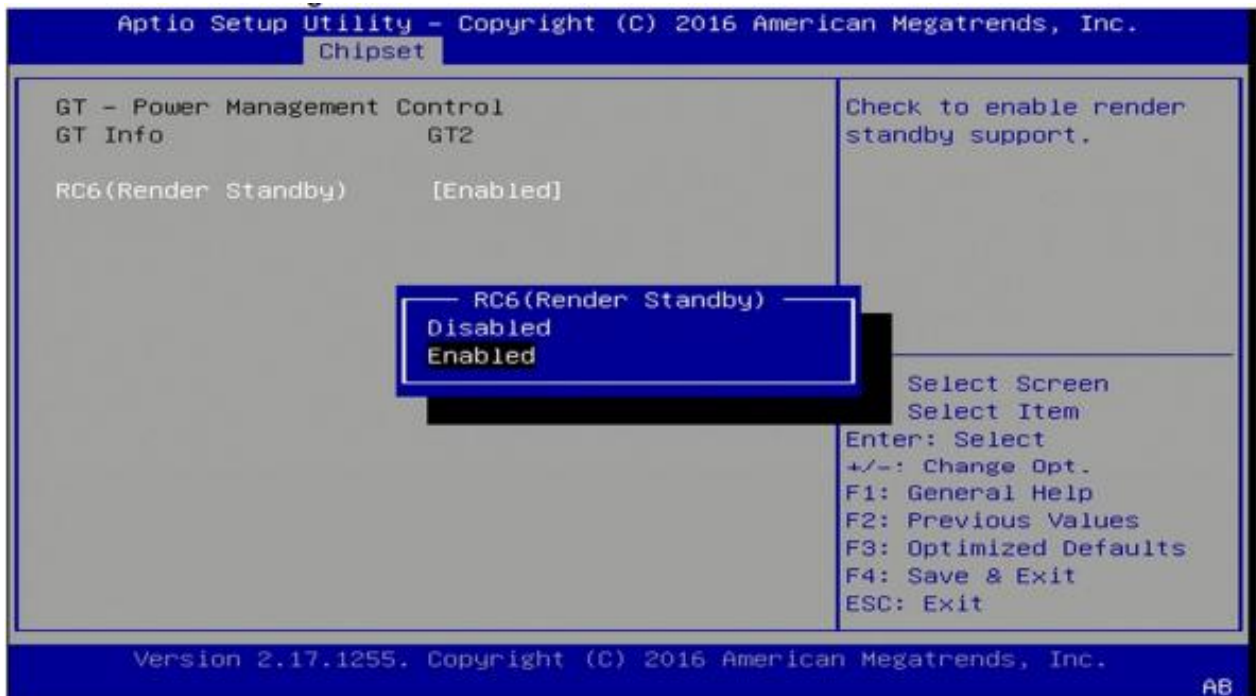 Aptio Setup Utility – Copyright (C) 2016 American Megatrends, Inc.
Chipset
GT – Power Management Control
GT Info GT2
RC6(Render Standby) [Enabled]
Check to enable render
standby support.
RC6(Render Standby)
Disabled
Enabled
Select Screen
Select Item
Enter: Select
+/-: Change Opt.
F1: General Help
F2: Previous Values
F3: Optimized Defaults
F4: Save & Exit
ESC: Exit
Version 2.17.1255. Copyright (C) 2016 American Megatrends, Inc.
AB